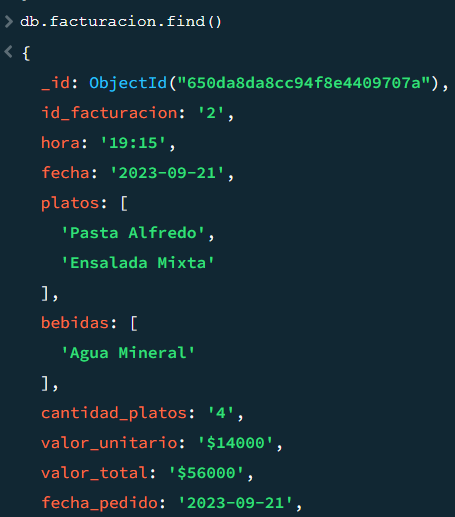 > db.facturacion.find()
< {
_id: ObjectId("650da8da8cc94f8e4409707a"),
id_facturacion: '2',
hora: '19:15',
fecha: '2023-09-21',
platos: [
'Pasta Alfredo',
'Ensalada Mixta'
],
bebidas: [
'Agua Mineral'
],
cantidad_platos: '4',
valor_unitario: '$14000',
valor_total: '$56000',
fecha_pedido: '2023-09-21',